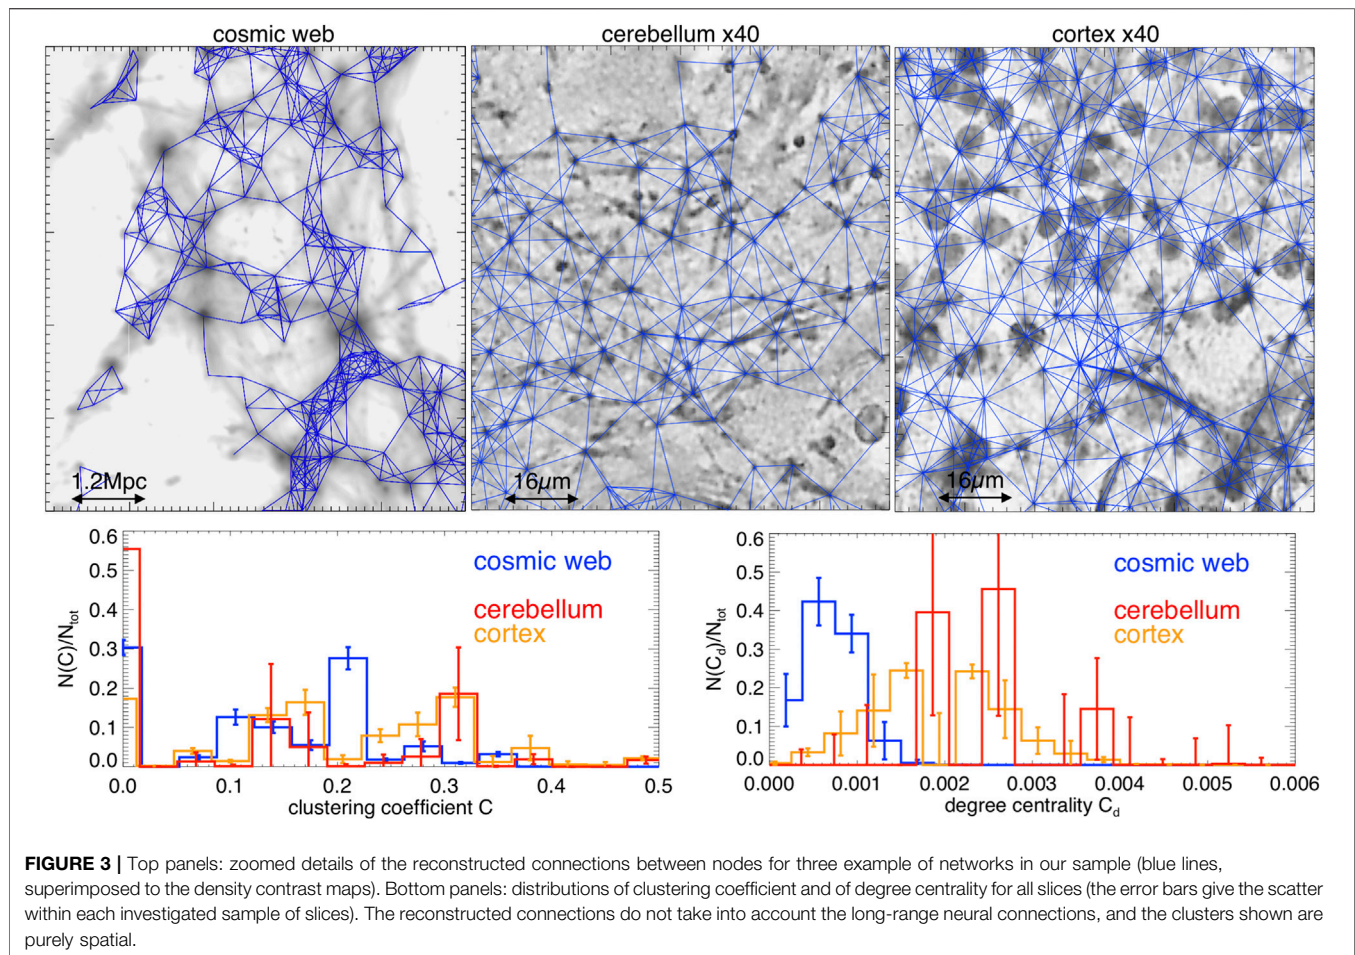 cosmic web
cerebellum x40
cortex x40
1.2Mpc
16μm
16μm
0.6
0.5
0.4
0.3
0.2
0.1
0.0
N(C)/Ntot
cosmic web
cerebellum
cortex
0.0 0.1 0.2 0.3 0.4 0.5
clustering coefficient C
0.6
0.5
0.4
0.3
0.2
0.1
0.0
N(Cd)/Ntot
cosmic web
cerebellum
cortex
0.000 0.001 0.002 0.003 0.004 0.005 0.006
degree centrality Cd
FIGURE 3 | Top panels: zoomed details of the reconstructed connections between nodes for three example of networks in our sample (blue lines,
superimposed to the density contrast maps). Bottom panels: distributions of clustering coefficient and of degree centrality for all slices (the error bars give the scatter
within each investigated sample of slices). The reconstructed connections do not take into account the long-range neural connections, and the clusters shown are
purely spatial.